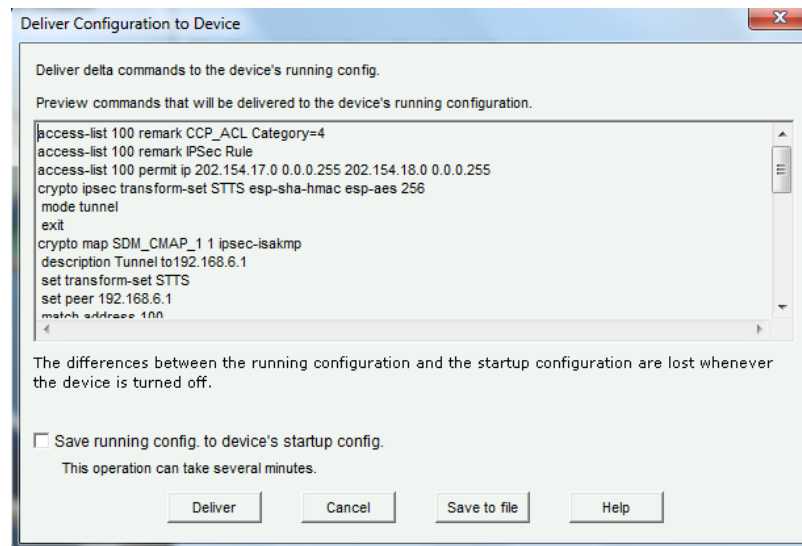 Deliver Configuration to Device
Deliver delta commands to the device's running config.
Preview commands that will be delivered to the device's running configuration.
access-list 100 remark CCP_ACL Category=4
access-list 100 remark IPSec Rule
access-list 100 permit ip 202.154.17.0 0.0.0.255 202.154.18.0 0.0.0.255
crypto ipsec transform-set STTS esp-sha-hmac esp-aes 256
mode tunnel
exit
crypto map SDM_CMAP_1 1 ipsec-isakmp
description Tunnel to192.168.6.1
set transform-set STTS
set peer 192.168.6.1
match address 100
The differences between the running configuration and the startup configuration are lost whenever
the device is turned off.
Save running config. to device's startup config.
This operation can take several minutes.
Deliver Cancel Save to file Help